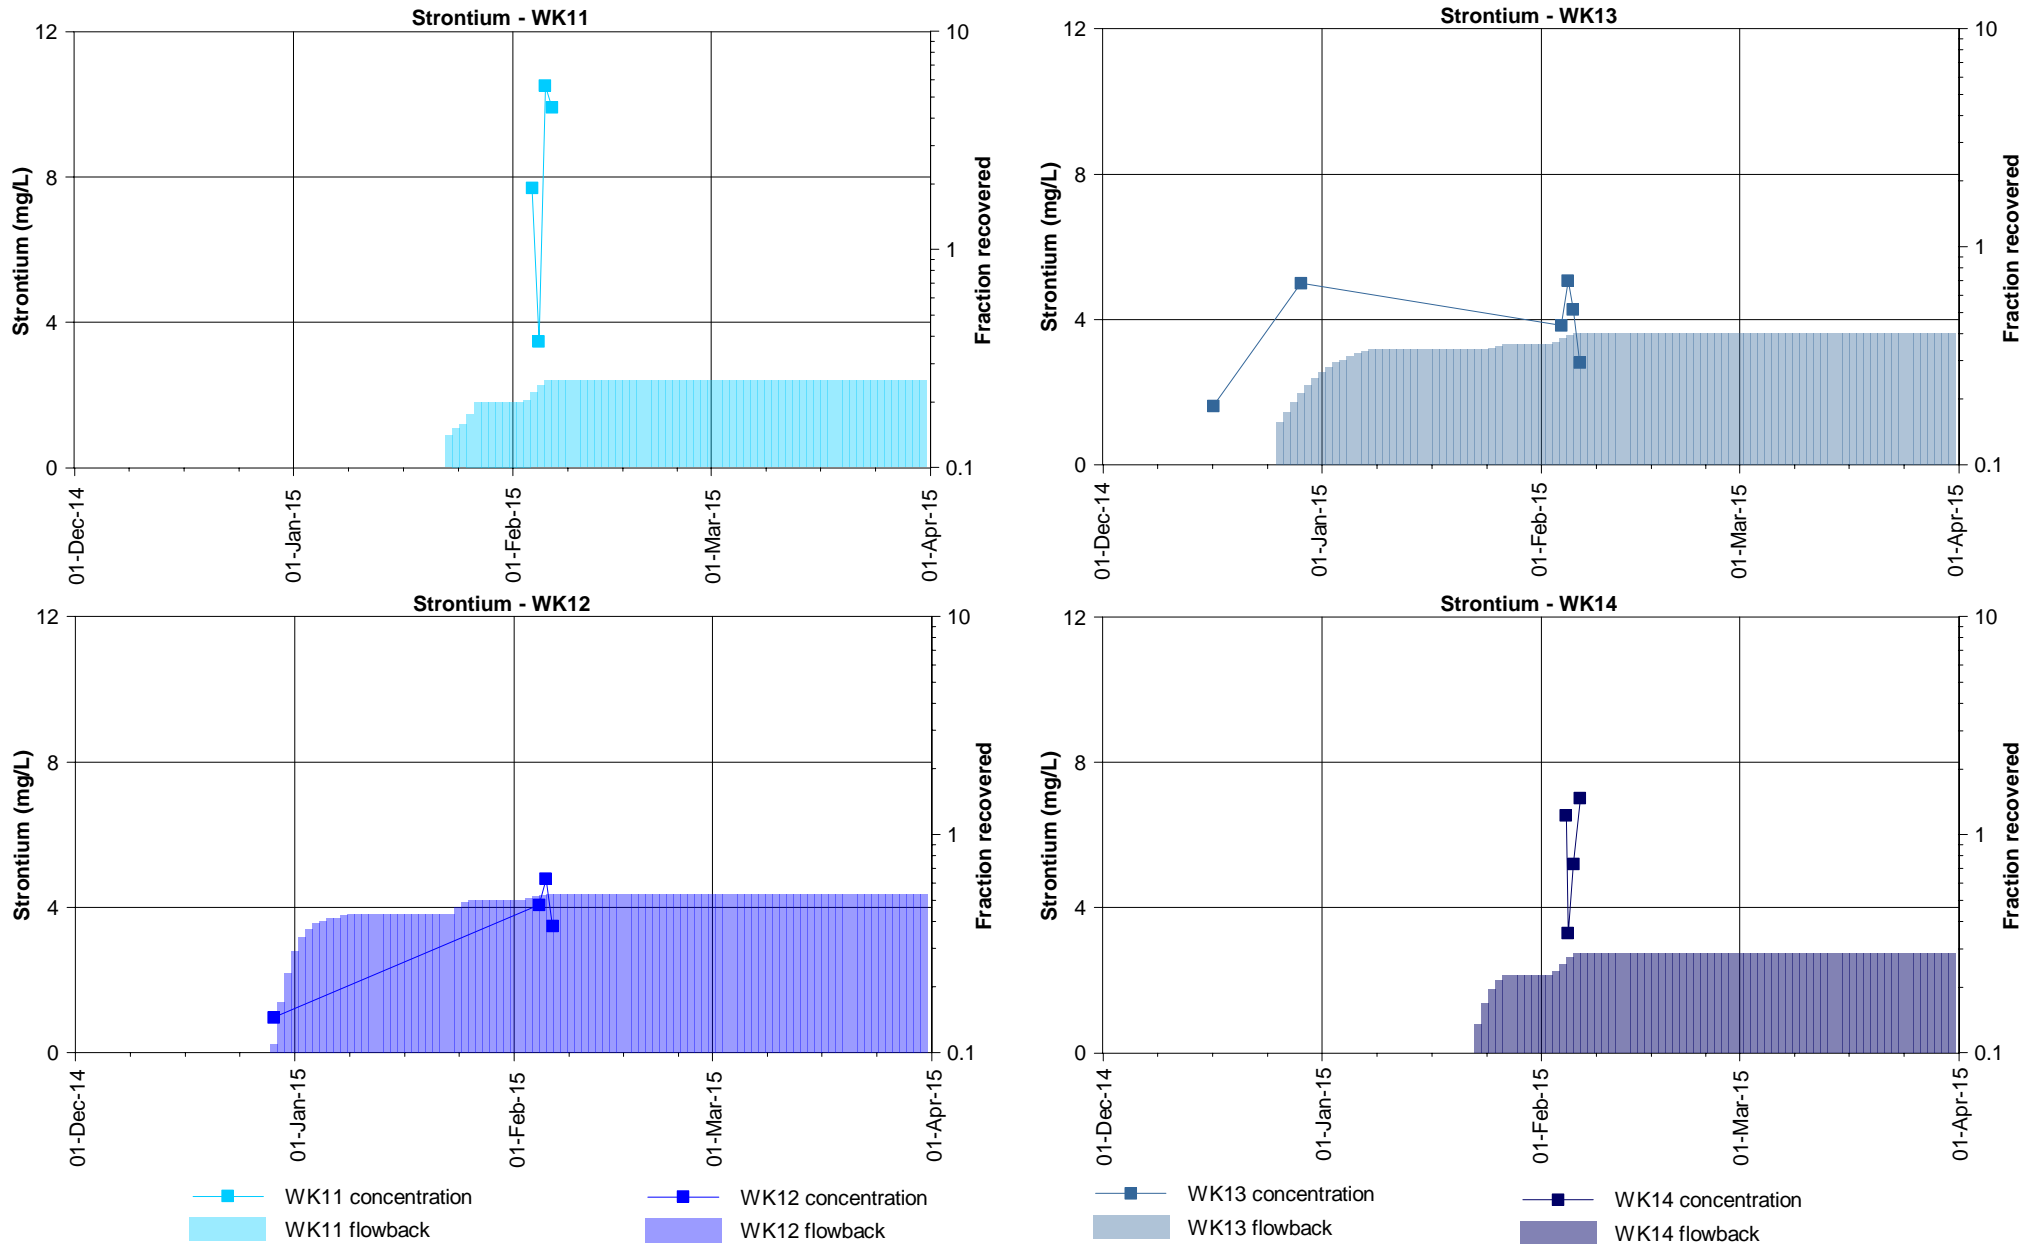 Strontium - WK11
12
8
4
0
Strontium (mg/L)
10
1
0.1
Fraction recovered
01-Dec-14
01-Jan-15
01-Feb-15
01-Mar-15
01-Apr-15
Strontium - WK13
12
8
4
0
Strontium (mg/L)
10
1
0.1
Fraction recovered
01-Dec-14
01-Jan-15
01-Feb-15
01-Mar-15
01-Apr-15
Strontium - WK12
12
8
4
0
Strontium (mg/L)
10
1
0.1
Fraction recovered
01-Dec-14
01-Jan-15
01-Feb-15
01-Mar-15
01-Apr-15
Strontium - WK14
12
8
4
0
Strontium (mg/L)
10
1
0.1
Fraction recovered
01-Dec-14
01-Jan-15
01-Feb-15
01-Mar-15
01-Apr-15
WK11 concentration
WK11 flowback
WK12 concentration
WK12 flowback
WK13 concentration
WK13 flowback
WK14 concentration
WK14 flowback